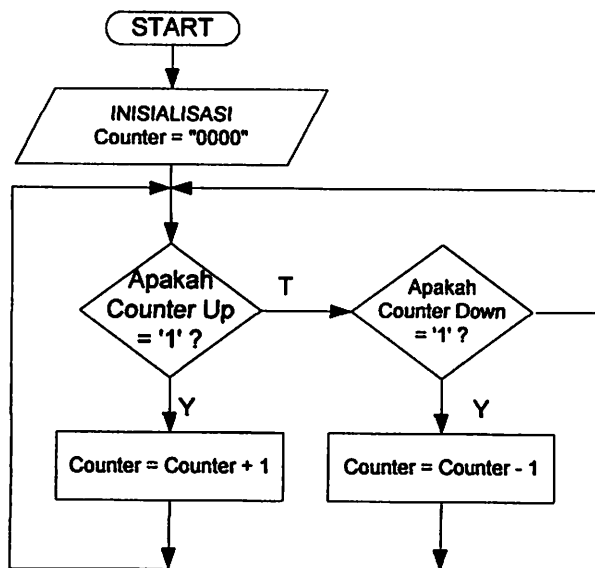 START
INISIALISASI
Counter = "0000"
Apakah
Counter Up
= '1' ?
T
Apakah
Counter Down
= '1' ?
Y
Y
Counter = Counter + 1
Counter = Counter - 1